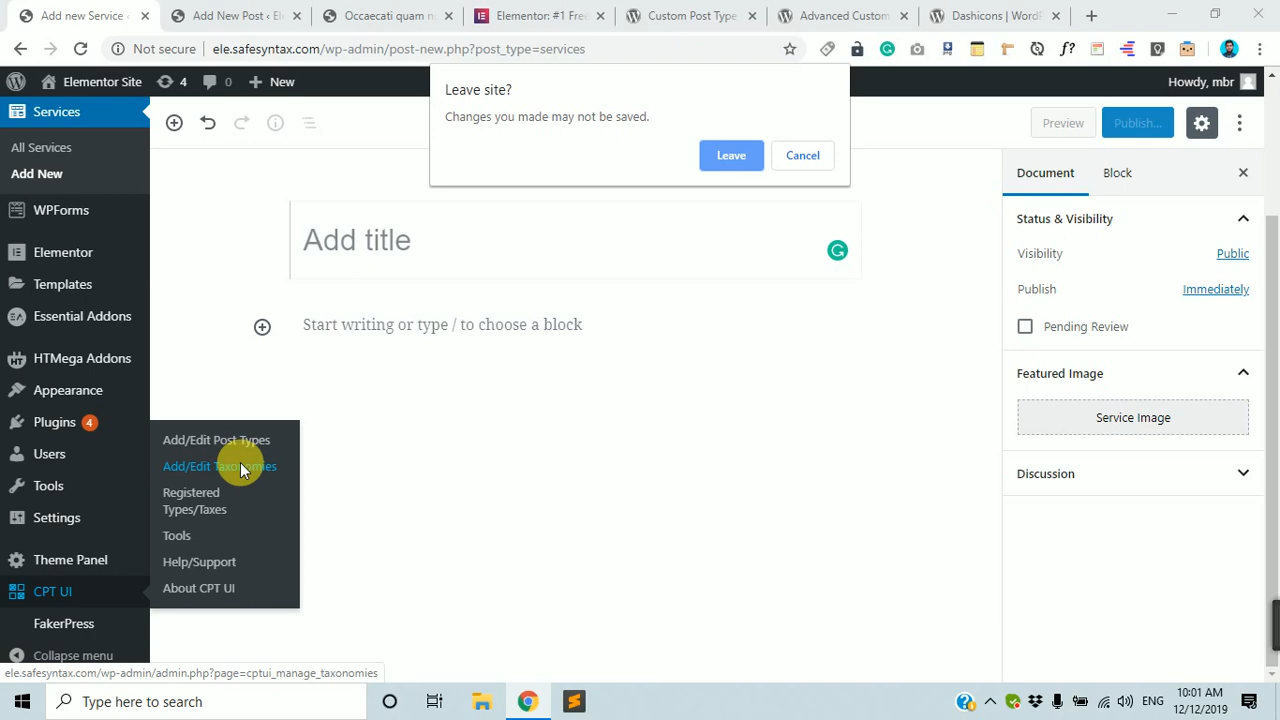 Add new Service ‹
Add New Post ‹ El
Occaecati quam n
Elementor: #1 Fre
Custom Post Type
Advanced Custom
Dashicons | WordP
Not secure
ele.safesyntax.com/wp-admin/post-new.php?post_type=services
Elementor Site
4
0
New
Howdy, mbr
Leave site?
Changes you made may not be saved.
Leave
Cancel
Preview
Publish...
Services
All Services
Add New
WPForms
Elementor
Templates
Essential Addons
HTMega Addons
Appearance
Plugins 4
Users
Tools
Settings
Theme Panel
CPT UI
FakerPress
Collapse menu
Add/Edit Post Types
Add/Edit Taxonomies
Registered
Types/Taxes
Tools
Help/Support
About CPT UI
Add title
Start writing or type / to choose a block
Document
Block
Status & Visibility
Visibility
Public
Publish
Immediately
Pending Review
Featured Image
Service Image
Discussion
ele.safesyntax.com/wp-admin/admin.php?page=cptui_manage_taxonomies
Type here to search
ENG
10:01 AM
12/12/2019